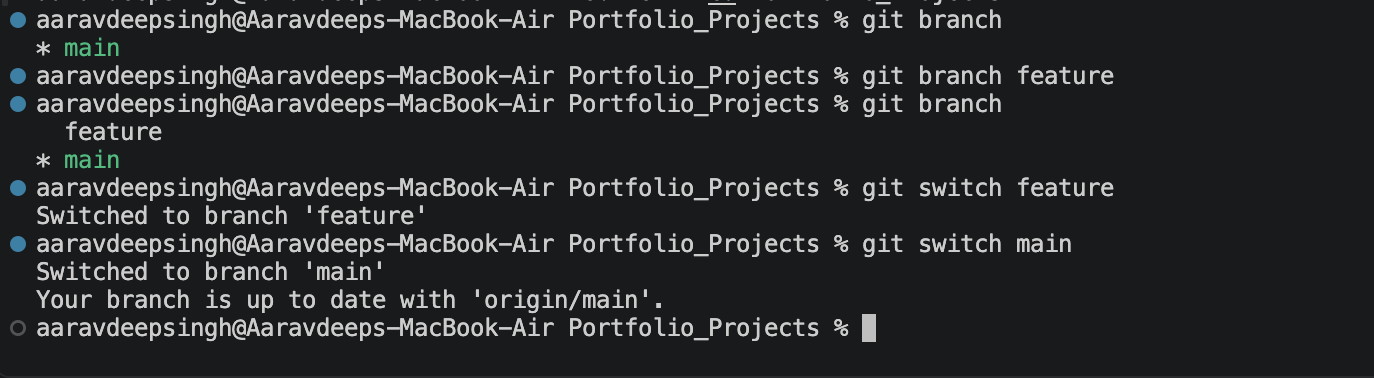 aaravdeepsingh@Aaravdeeps-MacBook-Air Portfolio_Projects % git branch
* main
aaravdeepsingh@Aaravdeeps-MacBook-Air Portfolio_Projects % git branch feature
aaravdeepsingh@Aaravdeeps-MacBook-Air Portfolio_Projects % git branch
  feature
* main
aaravdeepsingh@Aaravdeeps-MacBook-Air Portfolio_Projects % git switch feature
Switched to branch 'feature'
aaravdeepsingh@Aaravdeeps-MacBook-Air Portfolio_Projects % git switch main
Switched to branch 'main'
Your branch is up to date with 'origin/main'.
aaravdeepsingh@Aaravdeeps-MacBook-Air Portfolio_Projects %